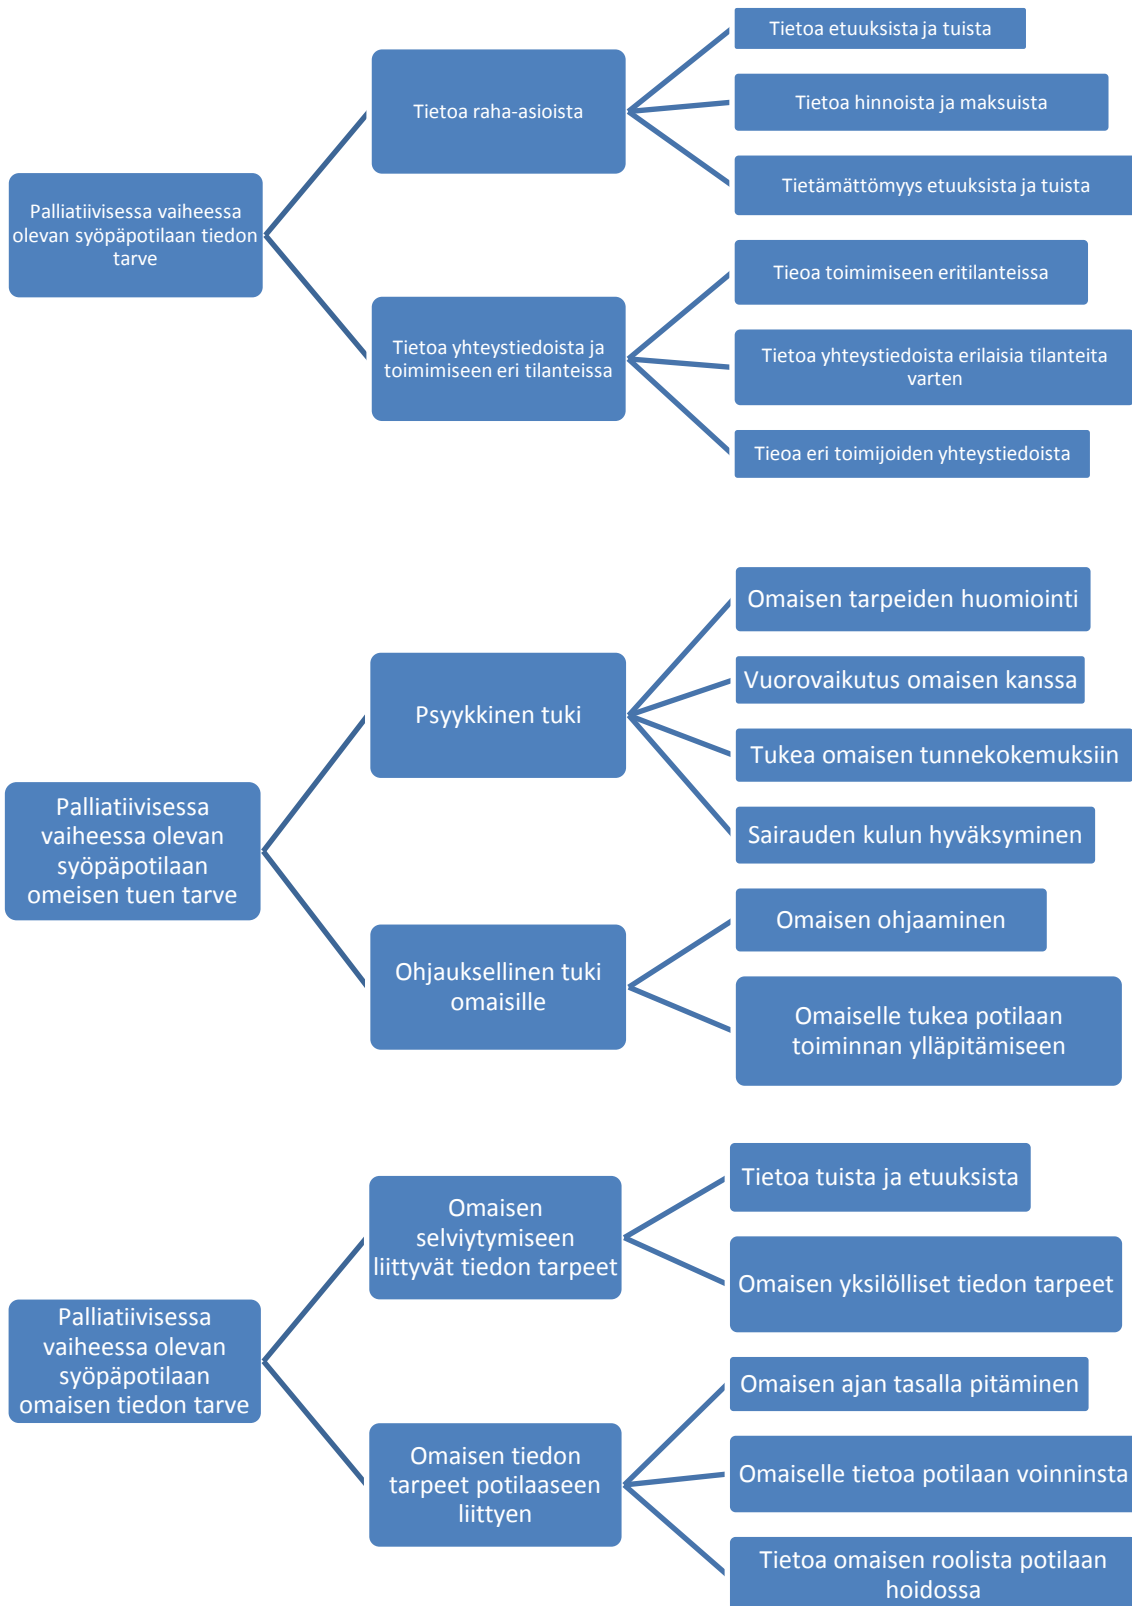 Palliatiivisessa vaiheessa
olevan syöpäpotilaan tiedon
tarve
Tietoa raha-asioista
Tietoa etuuksista ja tuista
Tietoa hinnoista ja maksuista
Tietämättömyys etuuksista ja tuista
Tietoa yhteystiedoista ja
toimimiseen eri tilanteissa
Tieoa toimimiseen eritilanteissa
Tietoa yhteystiedoista erilaisia tilanteita
varten
Tieoa eri toimijoiden yhteystiedoista
Palliatiivisessa
vaiheessa olevan
syöpäpotilaan
omeisen tuen tarve
Psyykkinen tuki
Omaisen tarpeiden huomiointi
Vuorovaikutus omaisen kanssa
Tukea omaisen tunnekokemuksiin
Sairauden kulun hyväksyminen
Ohjauksellinen tuki
omaisille
Omaisen ohjaaminen
Omaiselle tukea potilaan
toiminnan ylläpitämiseen
Palliatiivisessa
vaiheessa olevan
syöpäpotilaan
omaisen tiedon tarve
Omaisen
selviytymiseen
liittyvät tiedon tarpeet
Tietoa tuista ja etuuksista
Omaisen yksilölliset tiedon tarpeet
Omaisen tiedon
tarpeet potilaaseen
liittyen
Omaisen ajan tasalla pitäminen
Omaiselle tietoa potilaan voinninsta
Tietoa omaisen roolista potilaan
hoidossa